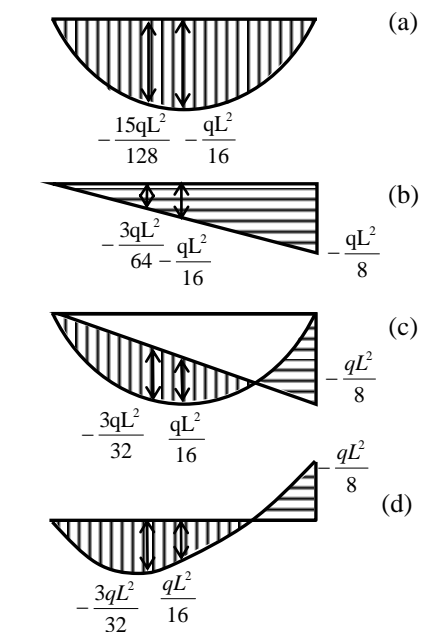 (a)
-15qL²/128 -qL²/16
(b)
-3qL²/64 -qL²/16
-qL²/8
(c)
-qL²/8
-3qL²/32 qL²/16
-qL²/8
(d)
-3qL²/32 qL²/16